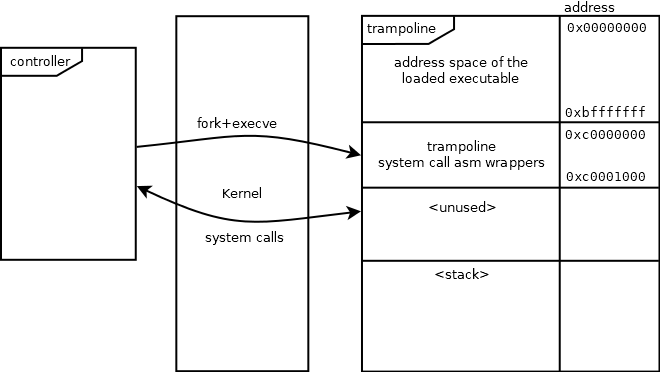 address
controller
trampoline
0x00000000
address space of the
loaded executable
0xbfffffff
fork+execve
0xc0000000
trampoline
system call asm wrappers
0xc0001000
Kernel
<unused>
system calls
<stack>